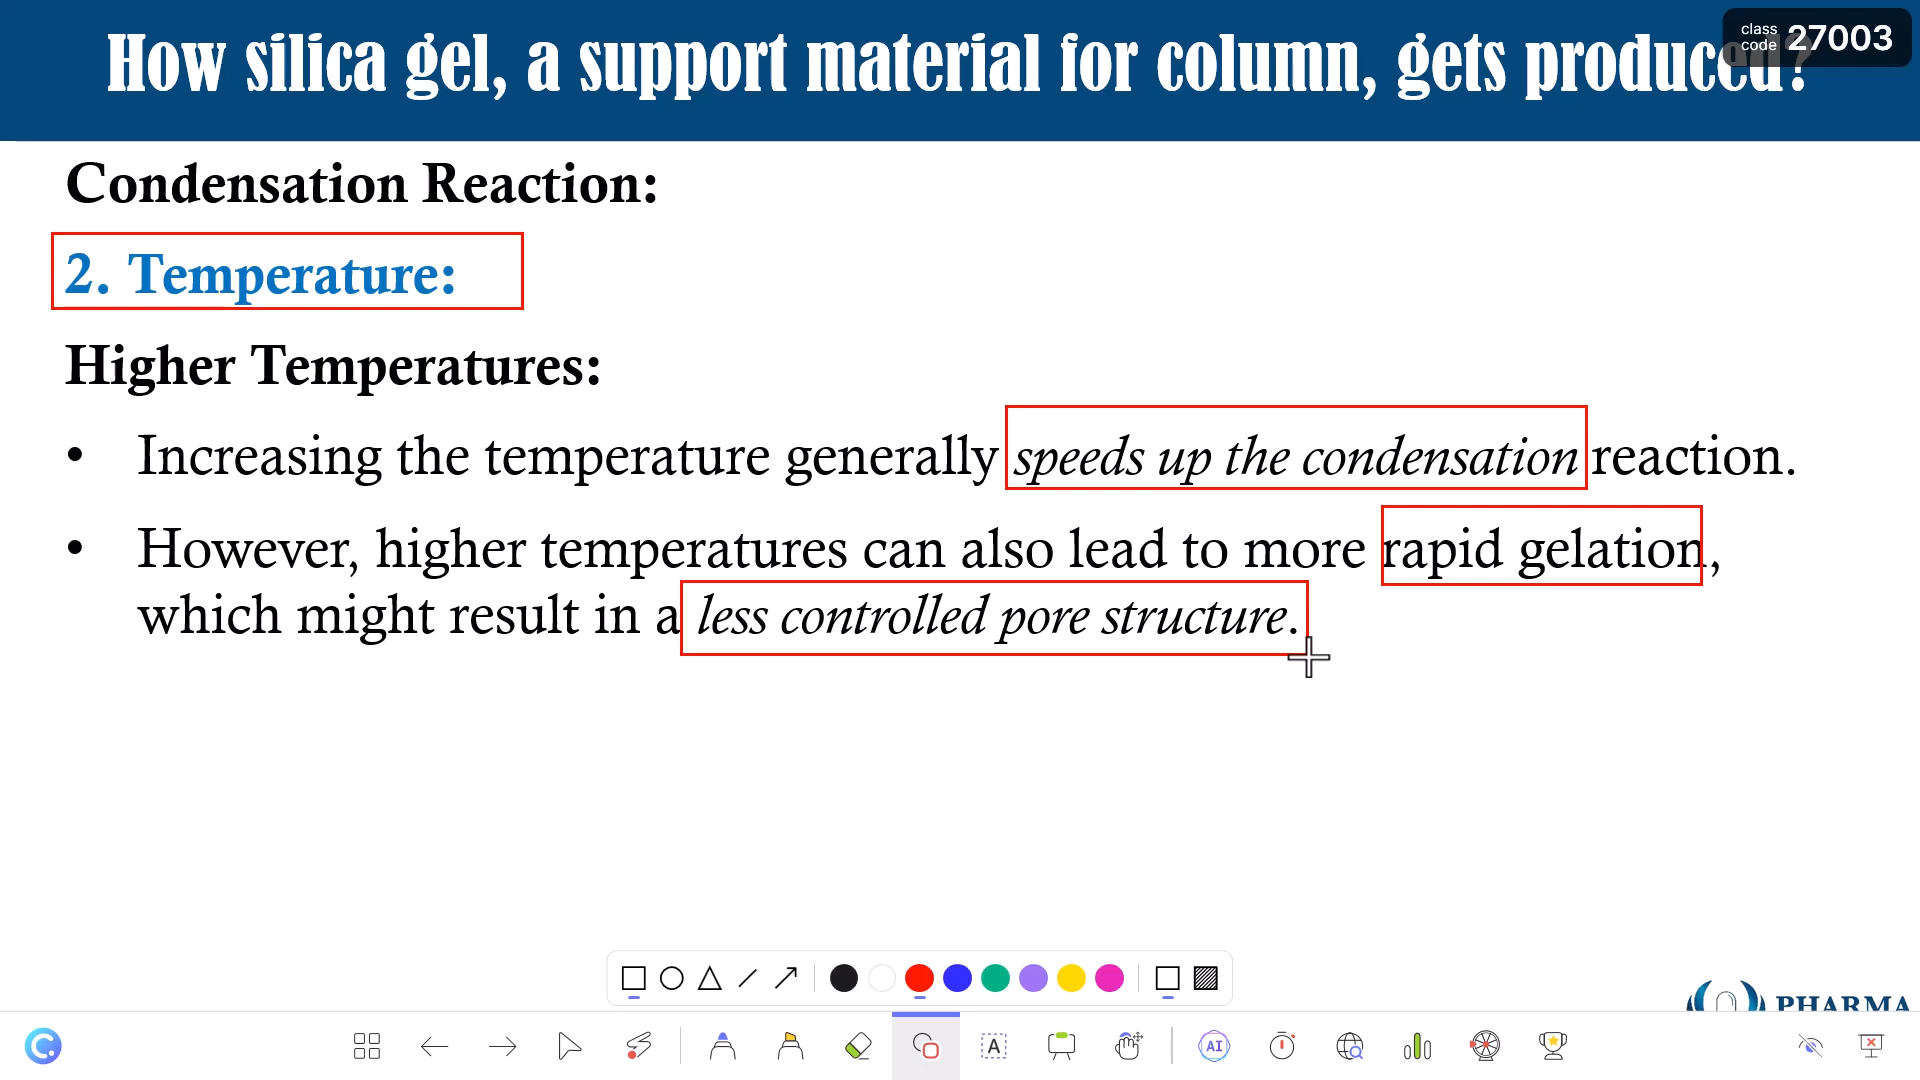 How silica gel, a support material for column, gets produced?
class code 27003
Condensation Reaction:
2. Temperature:
Higher Temperatures:
• Increasing the temperature generally speeds up the condensation reaction.
• However, higher temperatures can also lead to more rapid gelation,
which might result in a less controlled pore structure.
PHARMA
A
AI